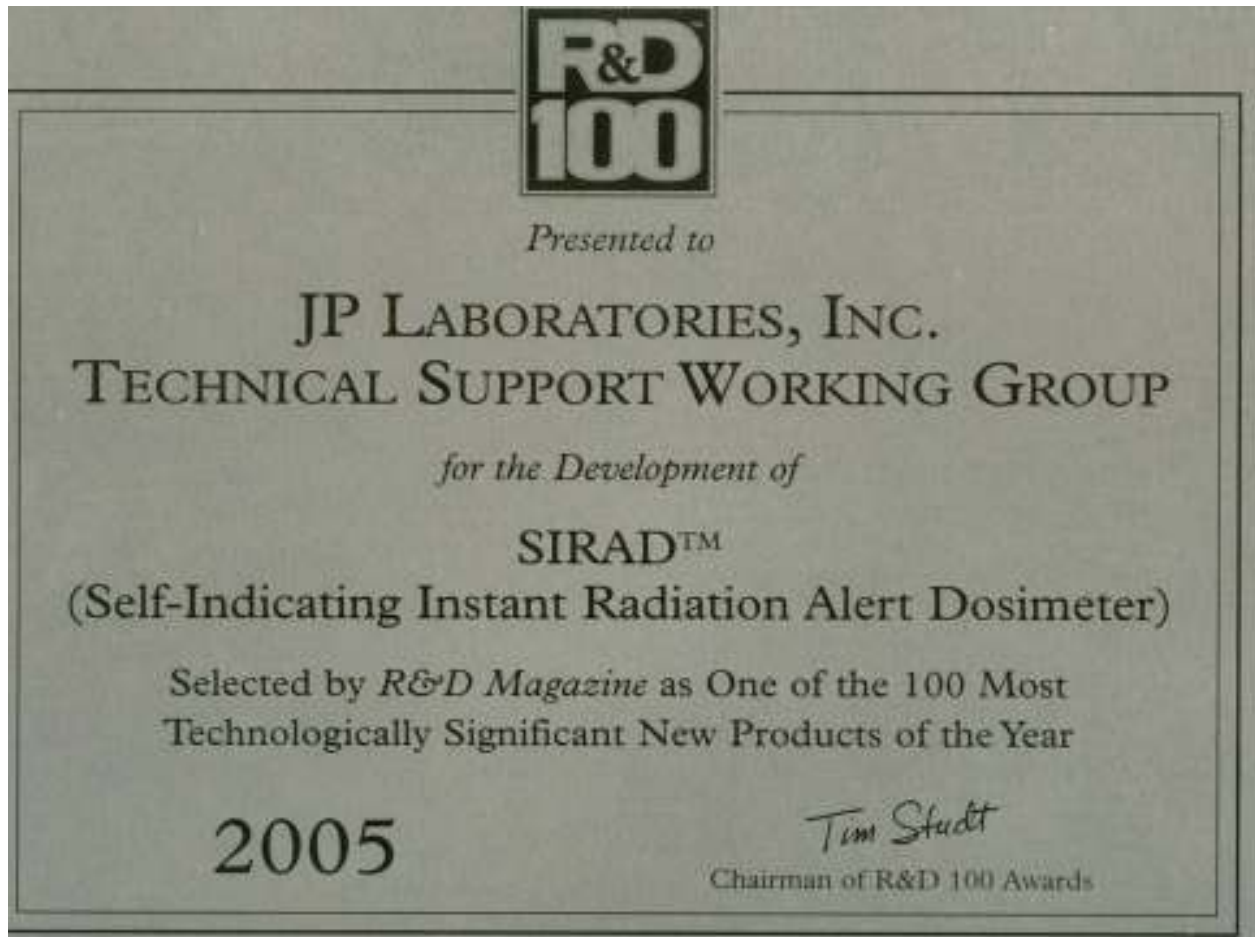 R&D
100
Presented to
JP LABORATORIES, INC.
TECHNICAL SUPPORT WORKING GROUP
for the Development of
SIRAD™
(Self-Indicating Instant Radiation Alert Dosimeter)
Selected by R&D Magazine as One of the 100 Most
Technologically Significant New Products of the Year
2005
Tim Studt
Chairman of R&D 100 Awards